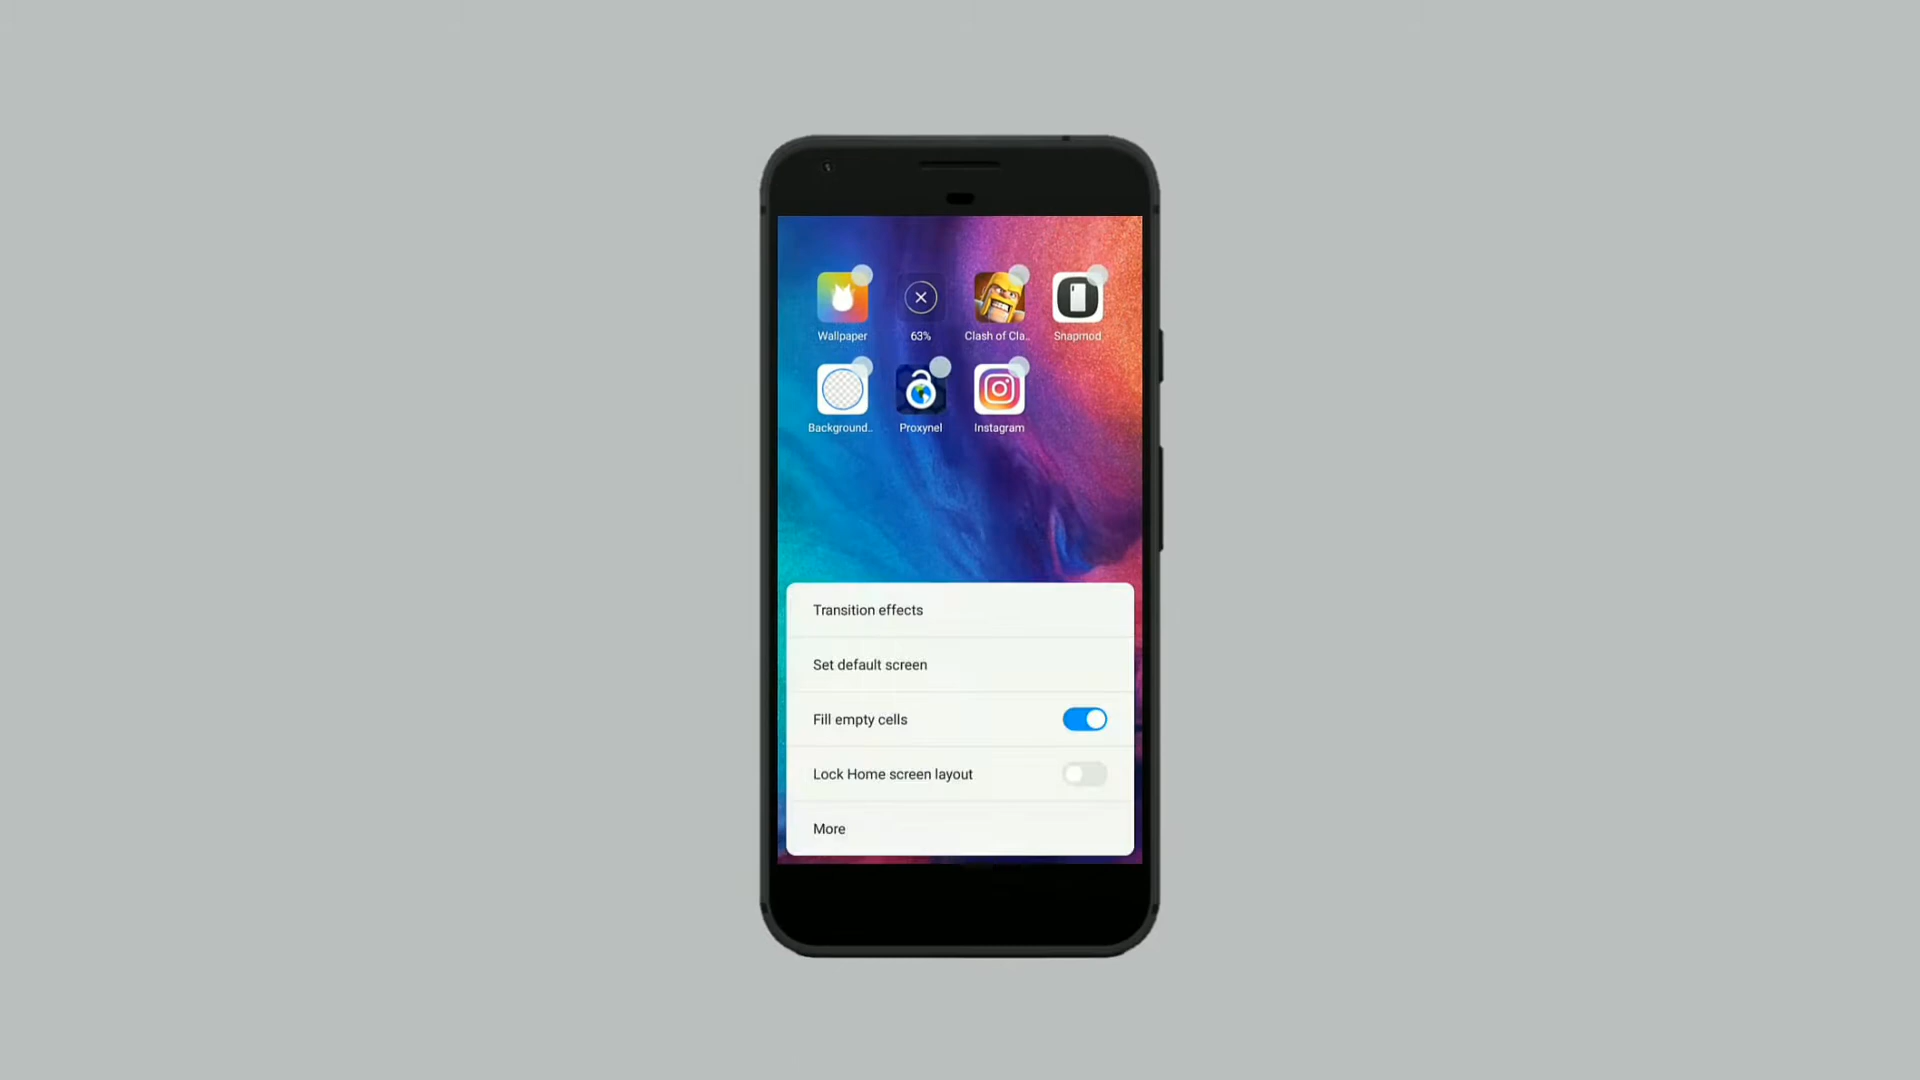 Wallpaper
63%
Clash of Cla..
Snapmod
Background..
Proxynel
Instagram
Transition effects
Set default screen
Fill empty cells
Lock Home screen layout
More